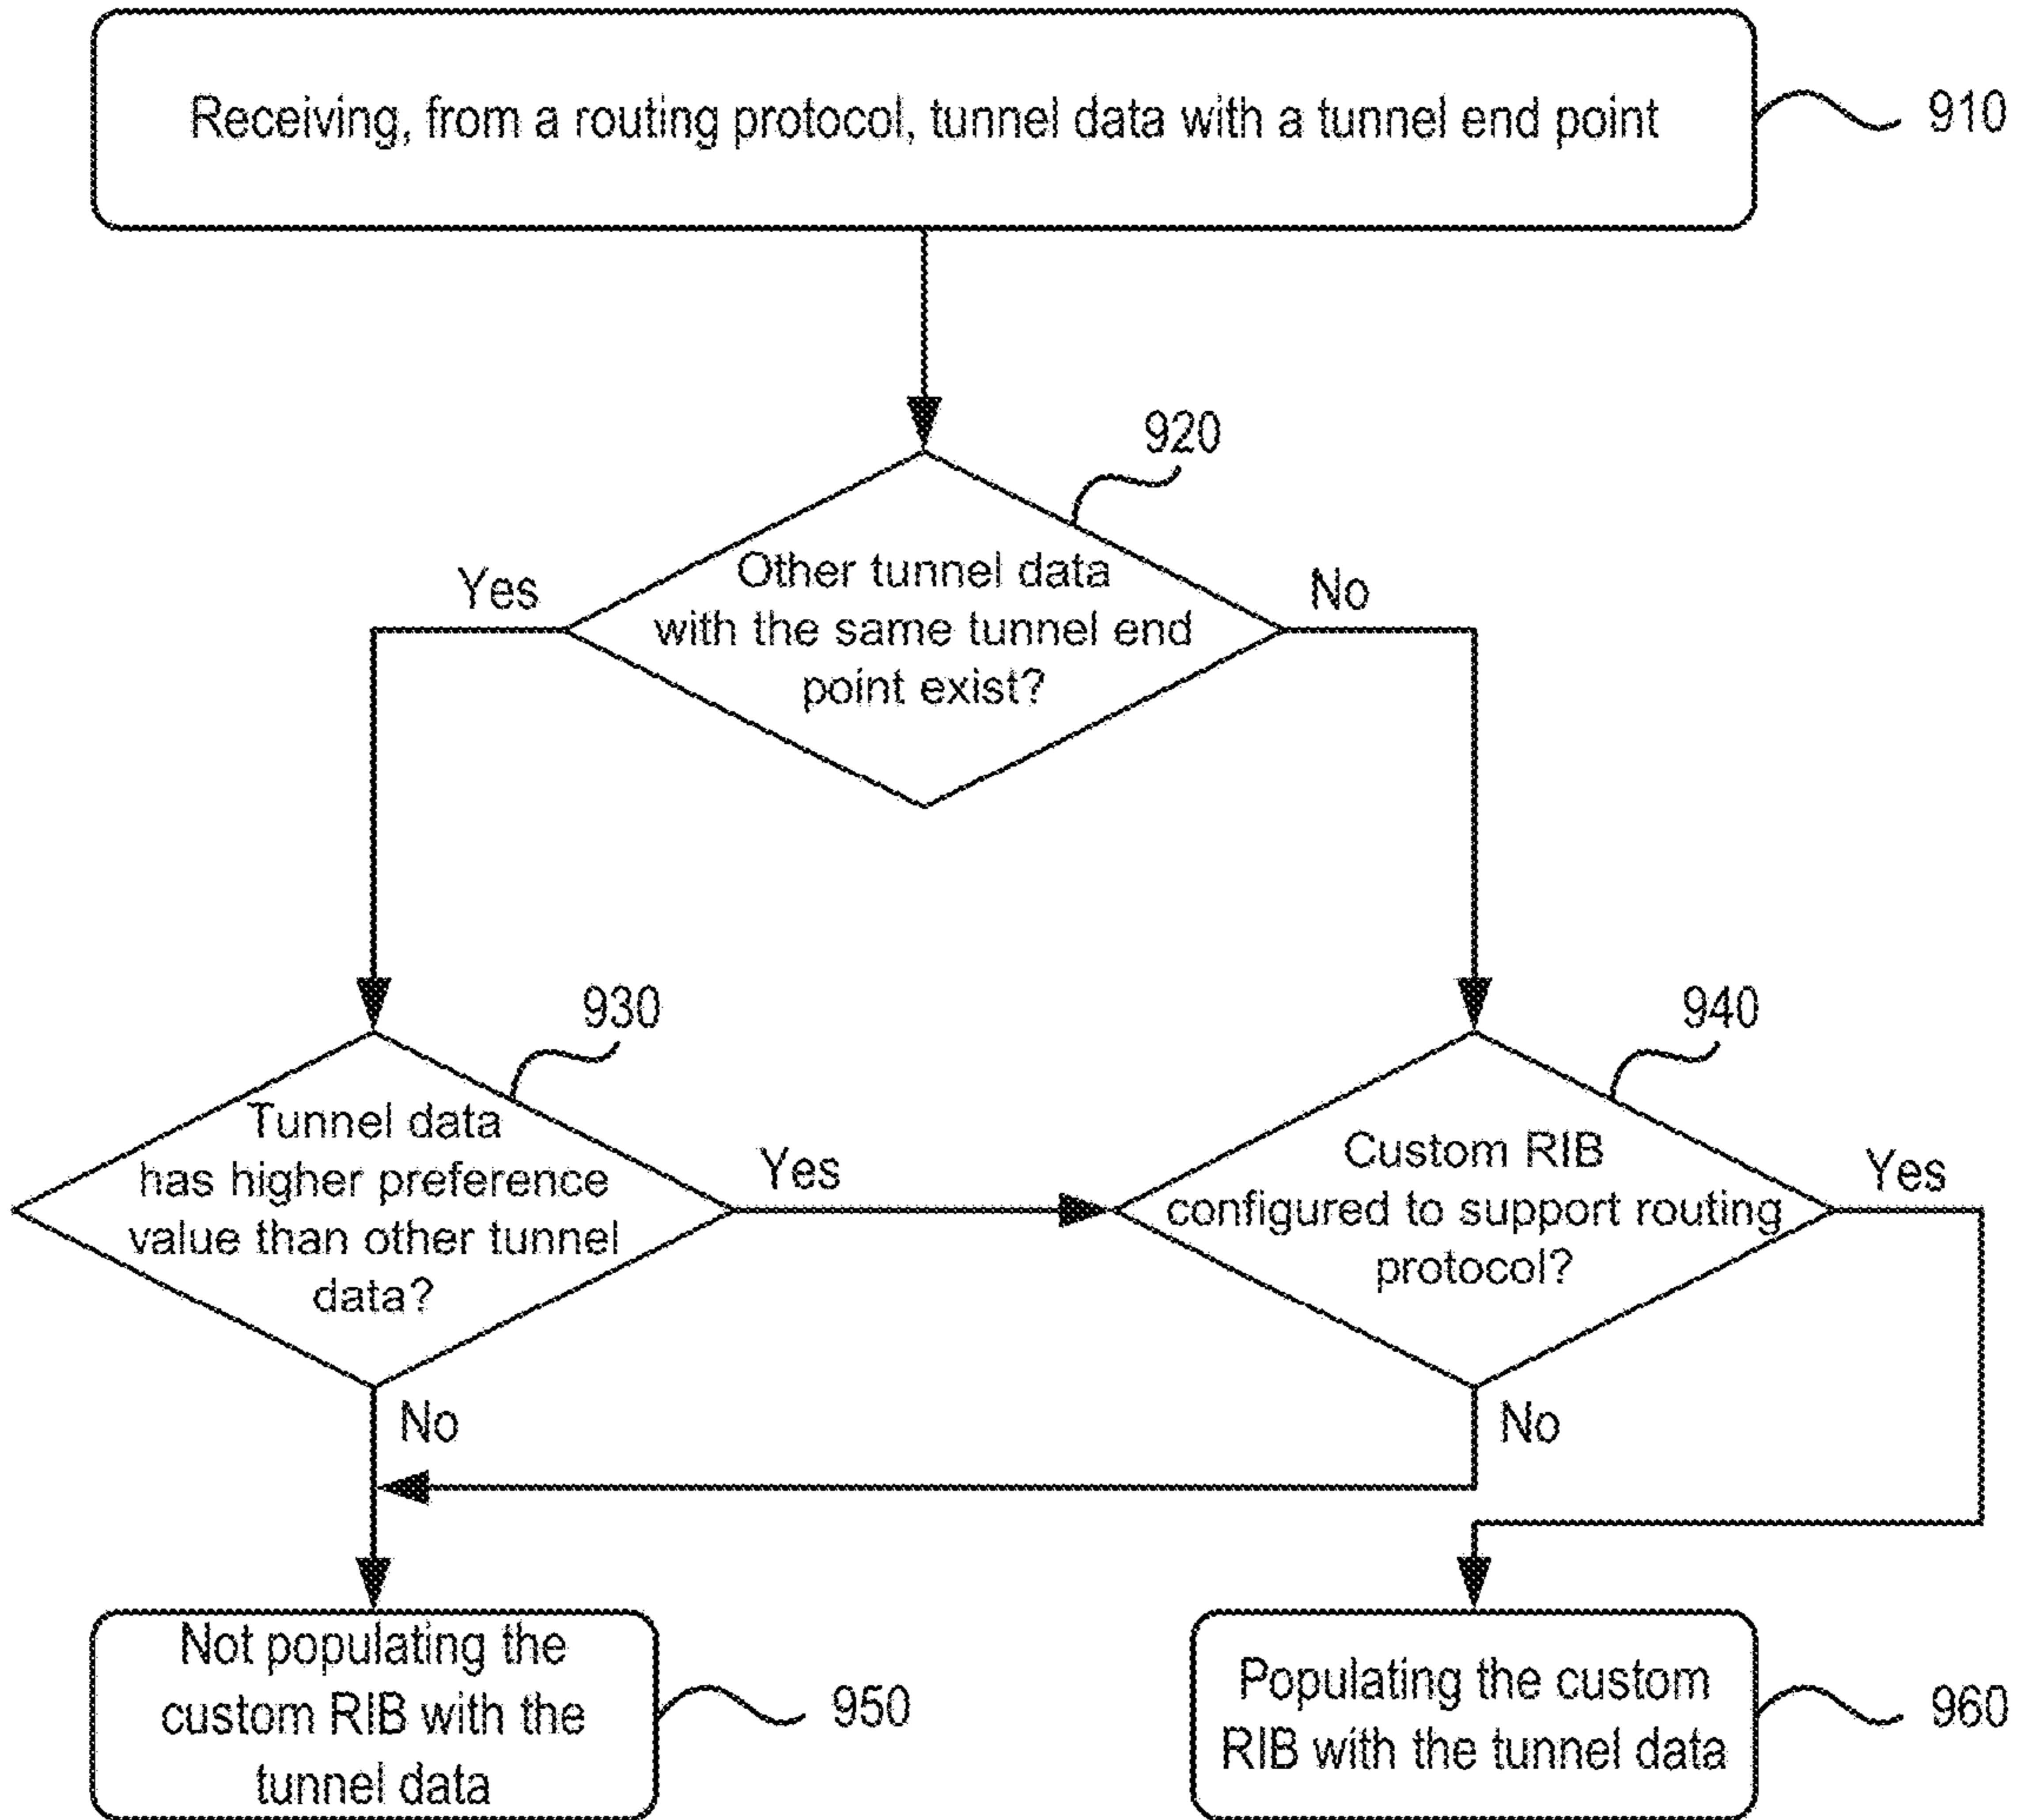 Receiving, from a routing protocol, tunnel data with a tunnel end point
910
920
Other tunnel data
with the same tunnel end
point exist?
Yes
No
930
Tunnel data
has higher preference
value than other tunnel
data?
Yes
No
940
Custom RIB
configured to support routing
protocol?
Yes
No
Not populating the
custom RIB with the
tunnel data
950
Populating the custom
RIB with the tunnel data
960